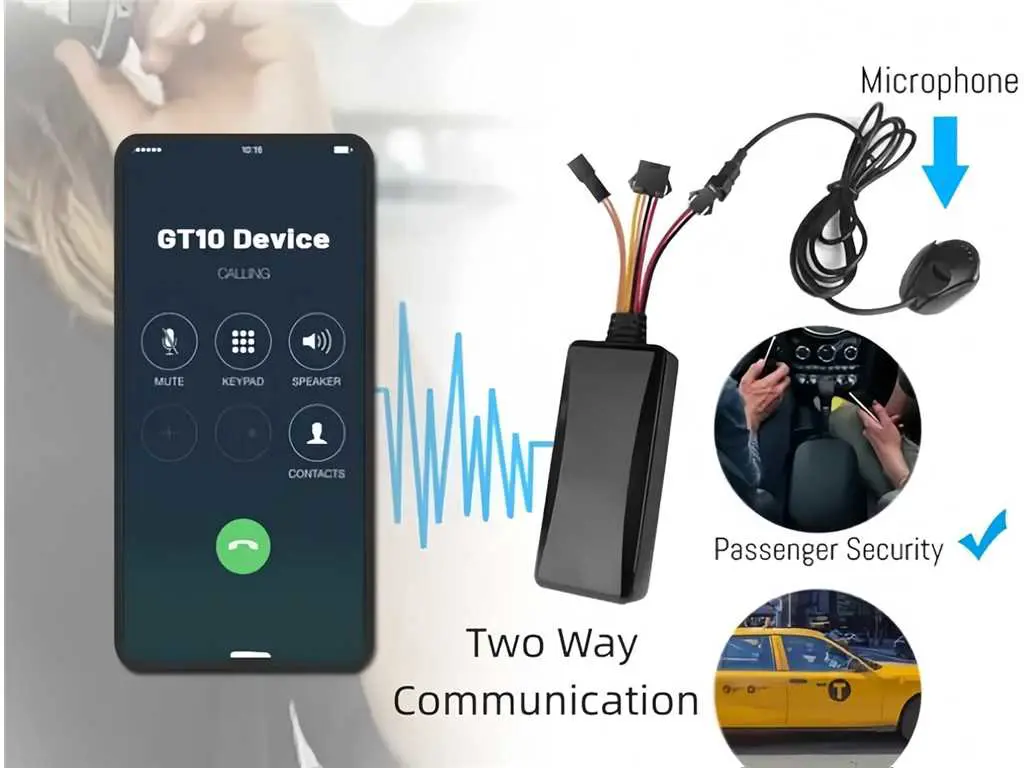 Microphone
10:16
GT10 Device
CALLING
MUTE
KEYPAD
SPEAKER
CONTACTS
Passenger Security
Two Way
Communication
T